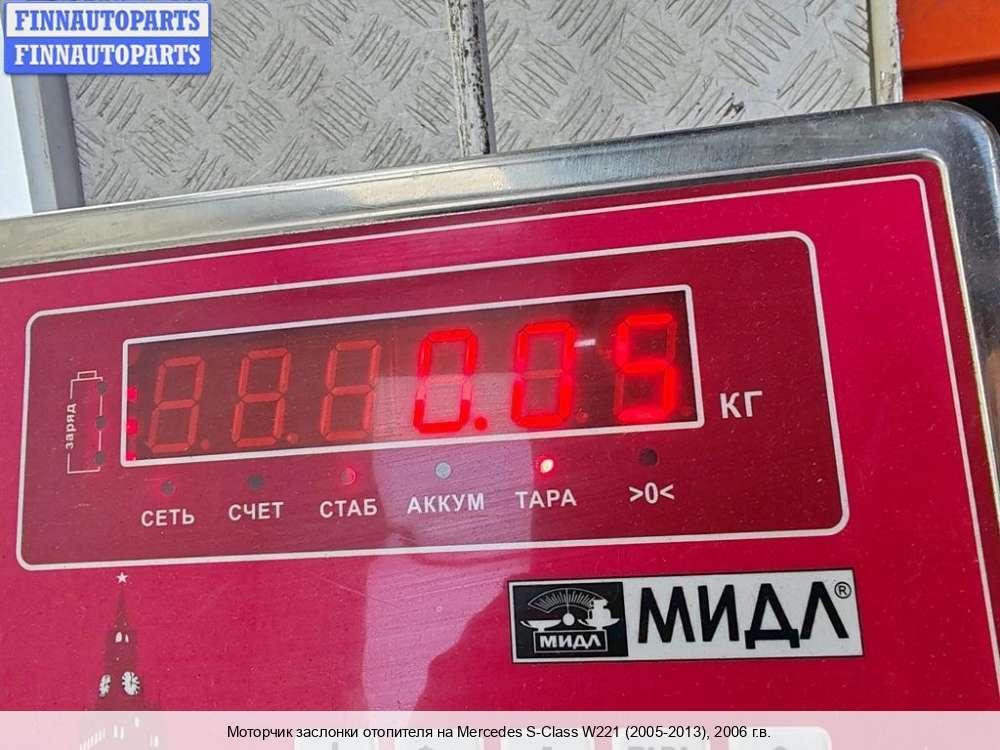 FINNAUTOPARTS
FINNAUTOPARTS
0.05
КГ
заряд
СЕТЬ СЧЕТ СТАБ АККУМ ТАРА >0<
МИДЛ МИДЛ®
Моторчик заслонки отопителя на Mercedes S-Class W221 (2005-2013), 2006 г.в.